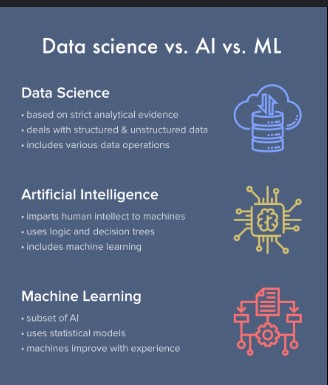 Data science vs. AI vs. ML
Data Science
• based on strict analytical evidence
• deals with structured & unstructured data
• includes various data operations
Artificial Intelligence
• imparts human intellect to machines
• uses logic and decision trees
• includes machine learning
Machine Learning
• subset of AI
• uses statistical models
• machines improve with experience